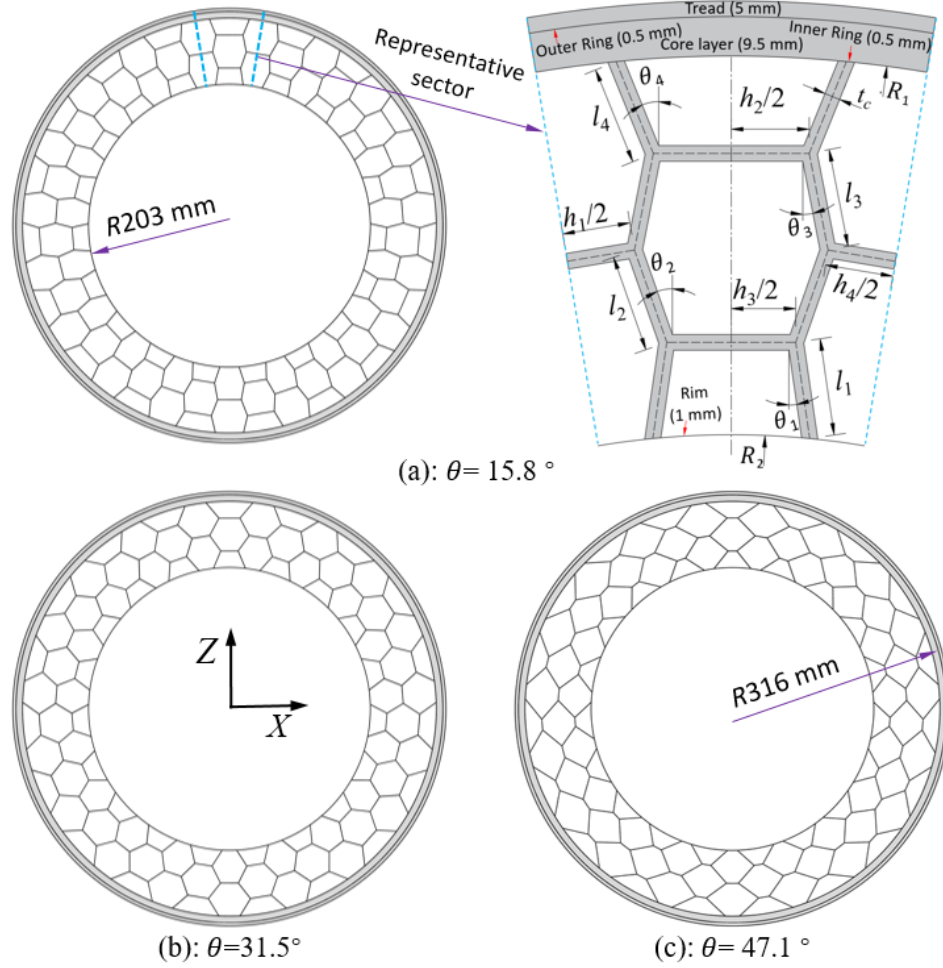 Tread (5 mm)
Outer Ring (0.5 mm)
Core layer (9.5 mm)
Inner Ring (0.5 mm)
Representative
sector
R203 mm
θ₄
l₄
h₂/2
t_c
R₁
h₁/2
θ₂
l₂
θ₃
l₃
h₃/2
h₄/2
Rim
(1 mm)
θ₁
l₁
R₂
(a): θ= 15.8 °
Z
X
R316 mm
(b): θ=31.5°
(c): θ= 47.1 °